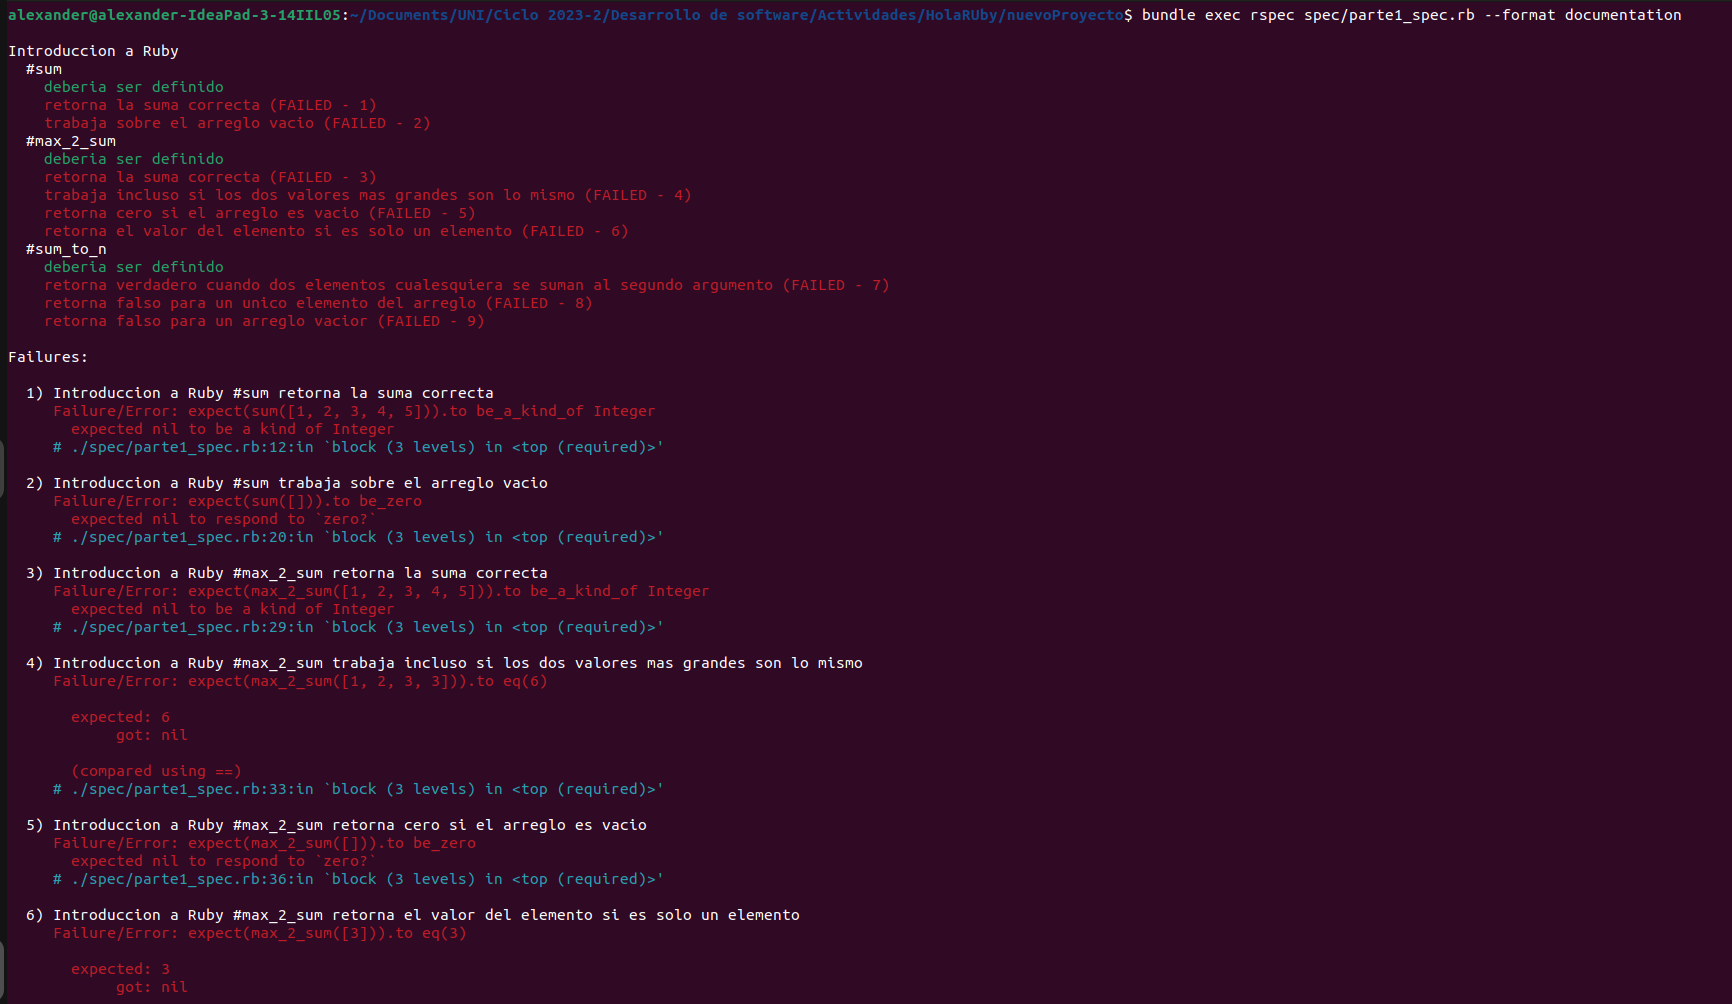 alexander@alexander-IdeaPad-3-14IIL05:~/Documents/UNI/Ciclo 2023-2/Desarrollo de software/Actividades/HolaRUby/nuevoProyecto$ bundle exec rspec spec/parte1_spec.rb --format documentation
Introduccion a Ruby
#sum
deberia ser definido
retorna la suma correcta (FAILED - 1)
trabaja sobre el arreglo vacio (FAILED - 2)
#max_2_sum
deberia ser definido
retorna la suma correcta (FAILED - 3)
trabaja incluso si los dos valores mas grandes son lo mismo (FAILED - 4)
retorna cero si el arreglo es vacio (FAILED - 5)
retorna el valor del elemento si es solo un elemento (FAILED - 6)
#sum_to_n
deberia ser definido
retorna verdadero cuando dos elementos cualesquiera se suman al segundo argumento (FAILED - 7)
retorna falso para un unico elemento del arreglo (FAILED - 8)
retorna falso para un arreglo vacior (FAILED - 9)
Failures:
1) Introduccion a Ruby #sum retorna la suma correcta
Failure/Error: expect(sum([1, 2, 3, 4, 5])).to be_a_kind_of Integer
expected nil to be a kind of Integer
# ./spec/parte1_spec.rb:12:in `block (3 levels) in <top (required)>'
2) Introduccion a Ruby #sum trabaja sobre el arreglo vacio
Failure/Error: expect(sum([])).to be_zero
expected nil to respond to `zero?`
# ./spec/parte1_spec.rb:20:in `block (3 levels) in <top (required)>'
3) Introduccion a Ruby #max_2_sum retorna la suma correcta
Failure/Error: expect(max_2_sum([1, 2, 3, 4, 5])).to be_a_kind_of Integer
expected nil to be a kind of Integer
# ./spec/parte1_spec.rb:29:in `block (3 levels) in <top (required)>'
4) Introduccion a Ruby #max_2_sum trabaja incluso si los dos valores mas grandes son lo mismo
Failure/Error: expect(max_2_sum([1, 2, 3, 3])).to eq(6)
expected: 6
got: nil
(compared using ==)
# ./spec/parte1_spec.rb:33:in `block (3 levels) in <top (required)>'
5) Introduccion a Ruby #max_2_sum retorna cero si el arreglo es vacio
Failure/Error: expect(max_2_sum([])).to be_zero
expected nil to respond to `zero?`
# ./spec/parte1_spec.rb:36:in `block (3 levels) in <top (required)>'
6) Introduccion a Ruby #max_2_sum retorna el valor del elemento si es solo un elemento
Failure/Error: expect(max_2_sum([3])).to eq(3)
expected: 3
got: nil